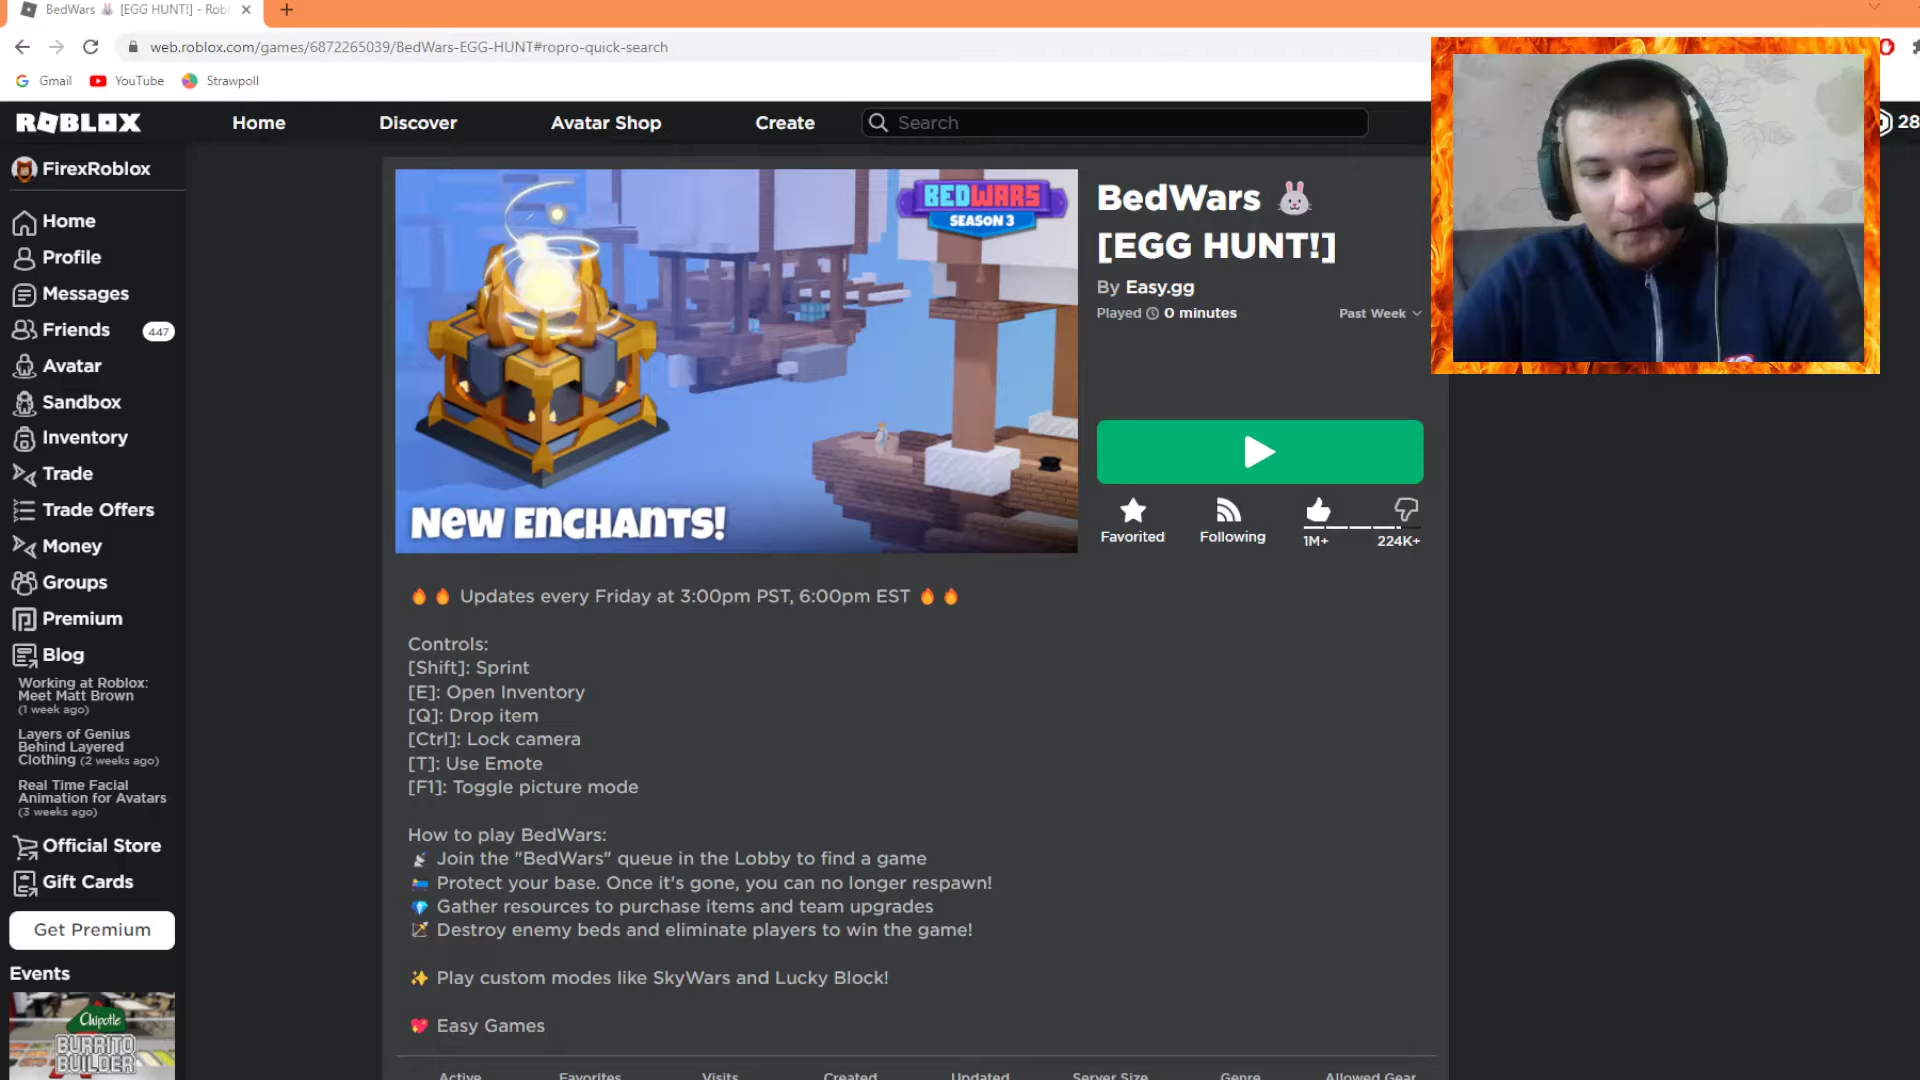 BedWars 🐰 [EGG HUNT!] - Robl
web.roblox.com/games/6872265039/BedWars-EGG-HUNT#ropro-quick-search
Gmail YouTube Strawpoll
ROBLOX Home Discover Avatar Shop Create Search 28
FirexRoblox
Home
Profile
Messages
Friends 447
Avatar
Sandbox
Inventory
Trade
Trade Offers
Money
Groups
Premium
Blog
Working at Roblox:
Meet Matt Brown
(1 week ago)
Layers of Genius
Behind Layered
Clothing (2 weeks ago)
Real Time Facial
Animation for Avatars
(3 weeks ago)
Official Store
Gift Cards
Get Premium
Events
Chipotle
BURRITO
BUILDER
BEDWARS
SEASON 3
NEW ENCHANTS!
BedWars 🐰
[EGG HUNT!]
By Easy.gg
Played 0 minutes Past Week
Favorited Following 1M+ 224K+
🔥 🔥 Updates every Friday at 3:00pm PST, 6:00pm EST 🔥 🔥
Controls:
[Shift]: Sprint
[E]: Open Inventory
[Q]: Drop item
[Ctrl]: Lock camera
[T]: Use Emote
[F1]: Toggle picture mode
How to play BedWars:
Join the "BedWars" queue in the Lobby to find a game
🛏️ Protect your base. Once it's gone, you can no longer respawn!
💎 Gather resources to purchase items and team upgrades
🏹 Destroy enemy beds and eliminate players to win the game!
✨ Play custom modes like SkyWars and Lucky Block!
💖 Easy Games
Active Favorites Visits Created Updated Server Size Genre Allowed Gear